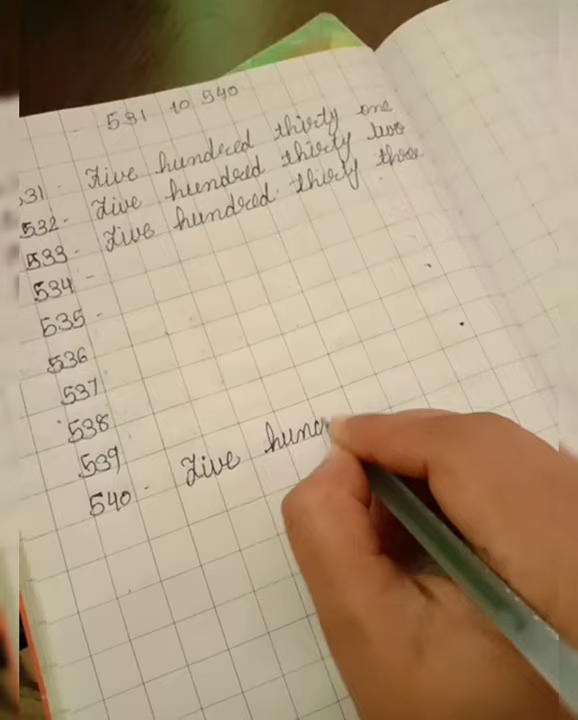 531 to 540
531 - Five hundred thirty one
532 - Five hundred thirty two
533 - Five hundred thirty three
534 -
535 -
536
537
538
539
540 - Five hund